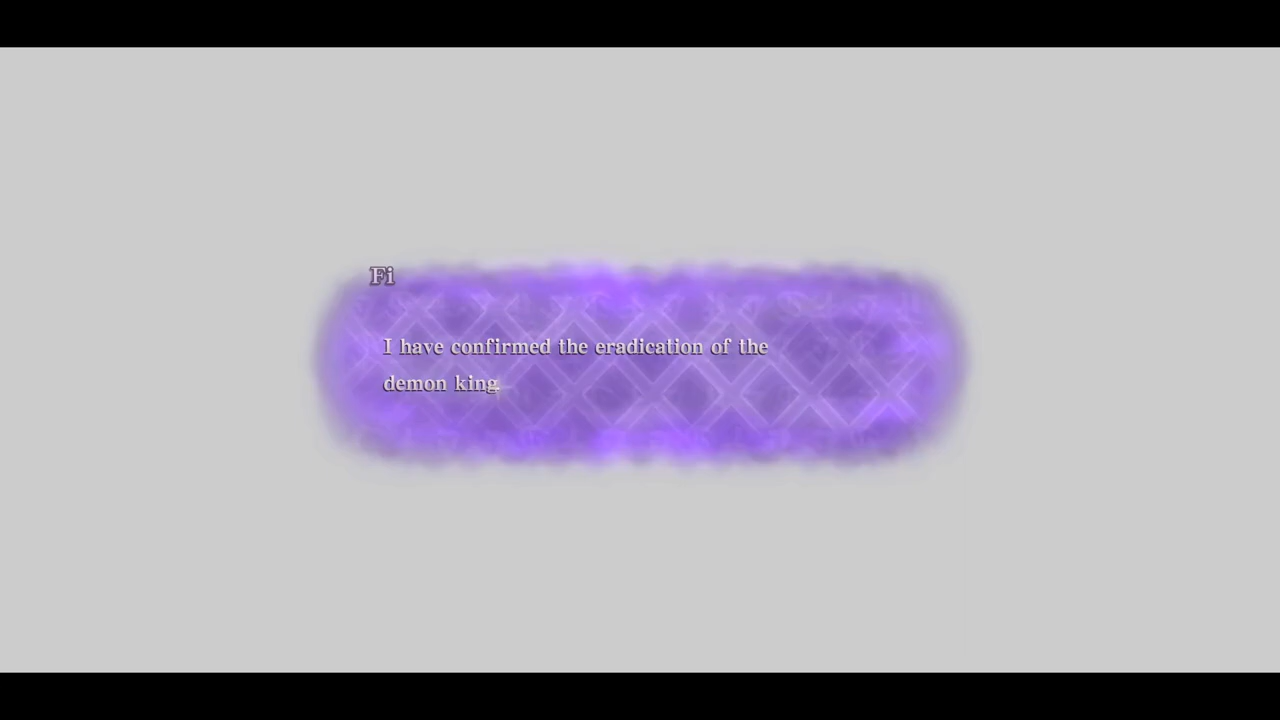 Fi
I have confirmed the eradication of the
demon king.